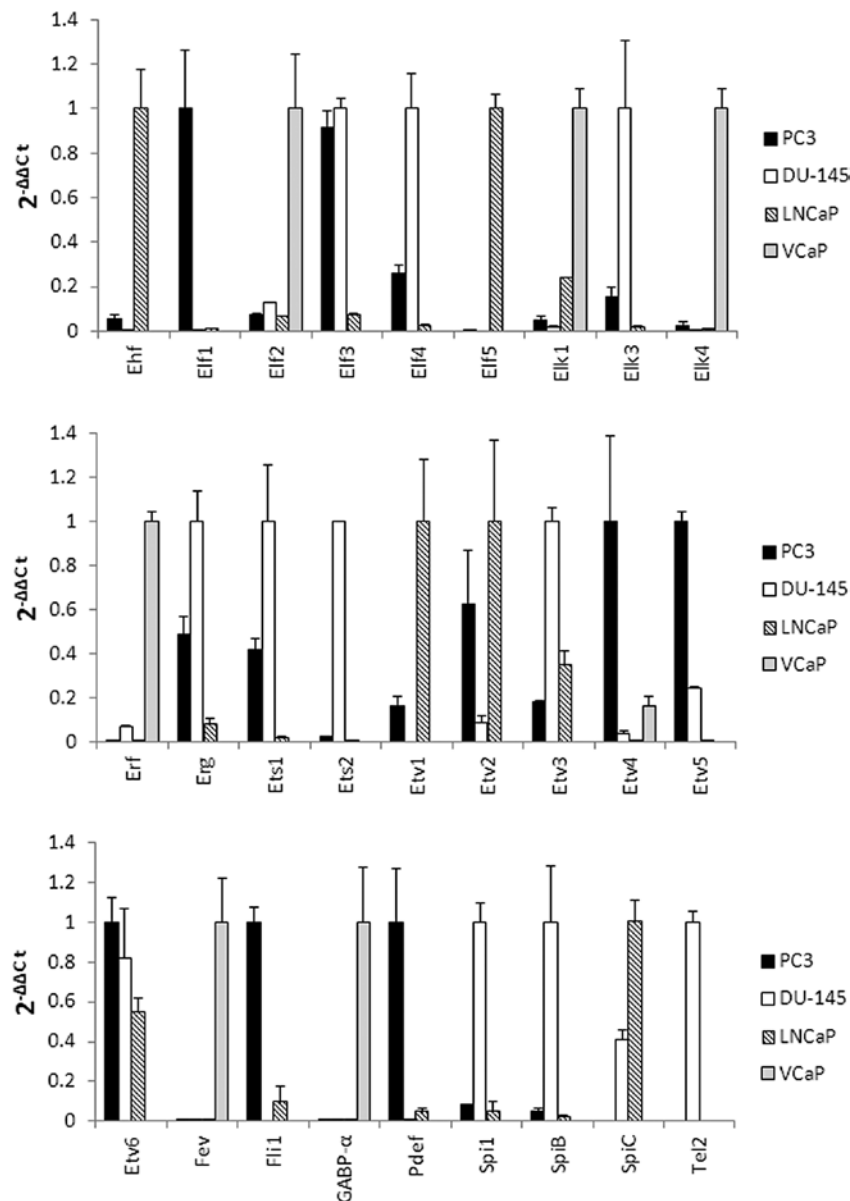 1.4
1.2
1
0.8
0.6
0.4
0.2
0
2-ΔΔCt
Ehf
Elf1
Elf2
Elf3
Elf4
Elf5
Elk1
Elk3
Elk4
PC3
DU-145
LNCaP
VCaP
1.4
1.2
1
0.8
0.6
0.4
0.2
0
2-ΔΔCt
Erf
Erg
Ets1
Ets2
Etv1
Etv2
Etv3
Etv4
Etv5
PC3
DU-145
LNCaP
VCaP
1.4
1.2
1
0.8
0.6
0.4
0.2
0
2-ΔΔCt
Etv6
Fev
Fli1
GABP-α
Pdef
Spi1
SpiB
SpiC
Tel2
PC3
DU-145
LNCaP
VCaP